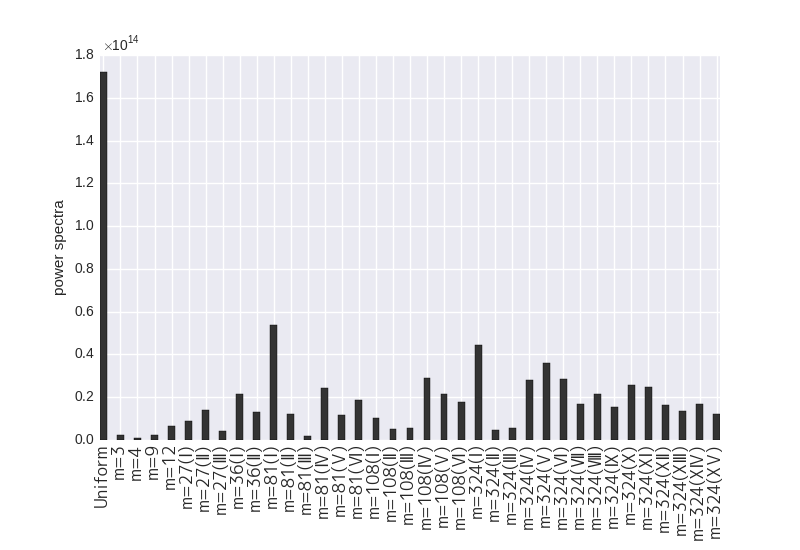 ×10^14
1.8
1.6
1.4
1.2
1.0
0.8
0.6
0.4
0.2
0.0
power spectra
Uniform
m=3
m=4
m=9
m=12
m=27(Ⅰ)
m=27(Ⅱ)
m=27(Ⅲ)
m=36(Ⅰ)
m=36(Ⅱ)
m=81(Ⅰ)
m=81(Ⅱ)
m=81(Ⅲ)
m=81(Ⅳ)
m=81(Ⅴ)
m=81(Ⅵ)
m=108(Ⅰ)
m=108(Ⅱ)
m=108(Ⅲ)
m=108(Ⅳ)
m=108(Ⅴ)
m=108(Ⅵ)
m=324(Ⅰ)
m=324(Ⅱ)
m=324(Ⅲ)
m=324(Ⅳ)
m=324(Ⅴ)
m=324(Ⅵ)
m=324(Ⅶ)
m=324(Ⅷ)
m=324(Ⅸ)
m=324(Ⅹ)
m=324(XI)
m=324(XⅡ)
m=324(XⅢ)
m=324(XⅣ)
m=324(XⅤ)